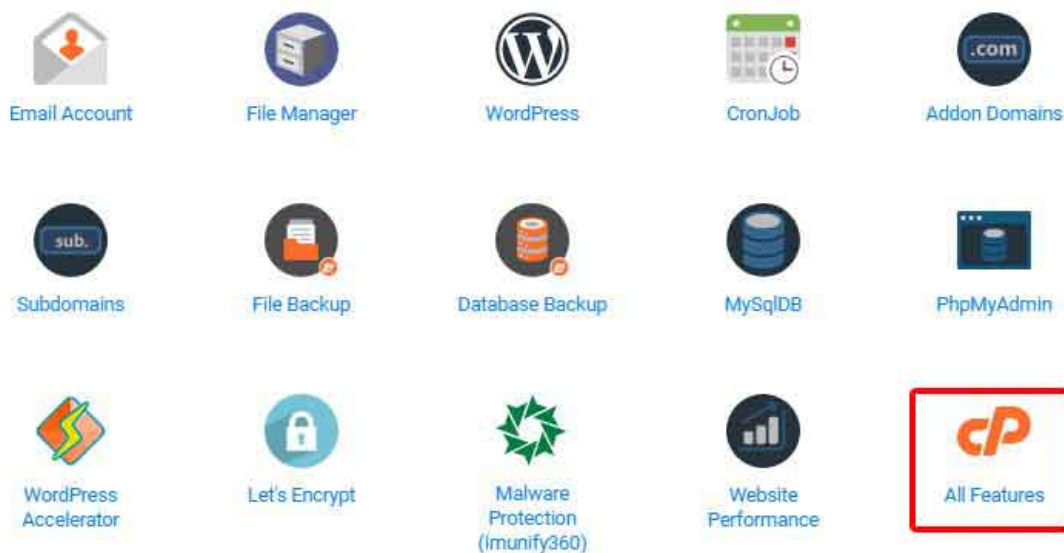 .com
Email Account
File Manager
WordPress
CronJob
Addon Domains
sub.
Subdomains
File Backup
Database Backup
MySqlDB
PhpMyAdmin
cP
WordPress
Accelerator
Let's Encrypt
Malware
Protection
(Imunify360)
Website
Performance
All Features